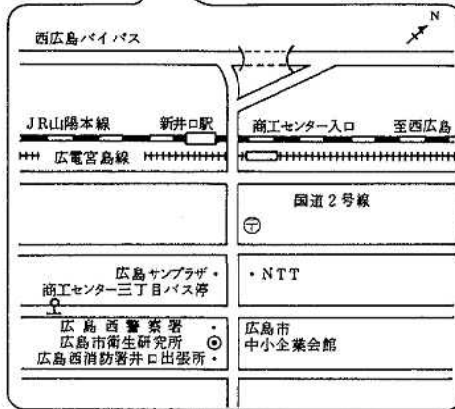 N
西広島バイパス
JR山陽本線 新井口駅 商工センター入口 至西広島
広電宮島線
国道2号線
〒
広島サンプラザ・ ・NTT
商工センター三丁目バス停
広島西警察署・ 広島市
広島市衛生研究所 中小企業会館
広島西消防署井口出張所・